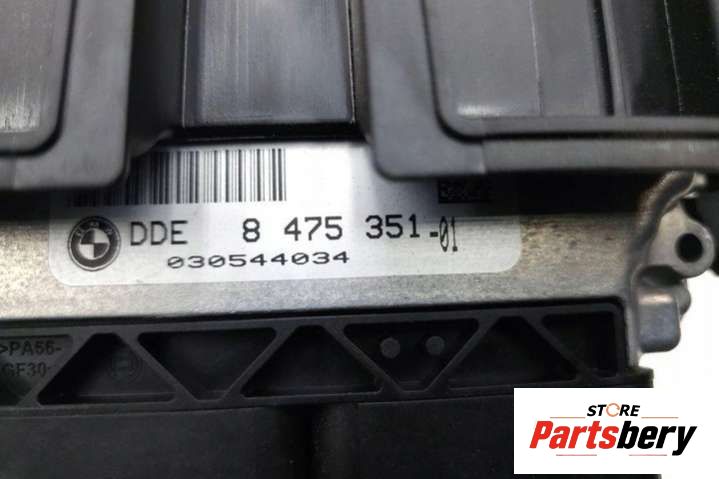 DDE 8 475 351-01
030544034
>PA66-
GF30-
STORE
Partsbery